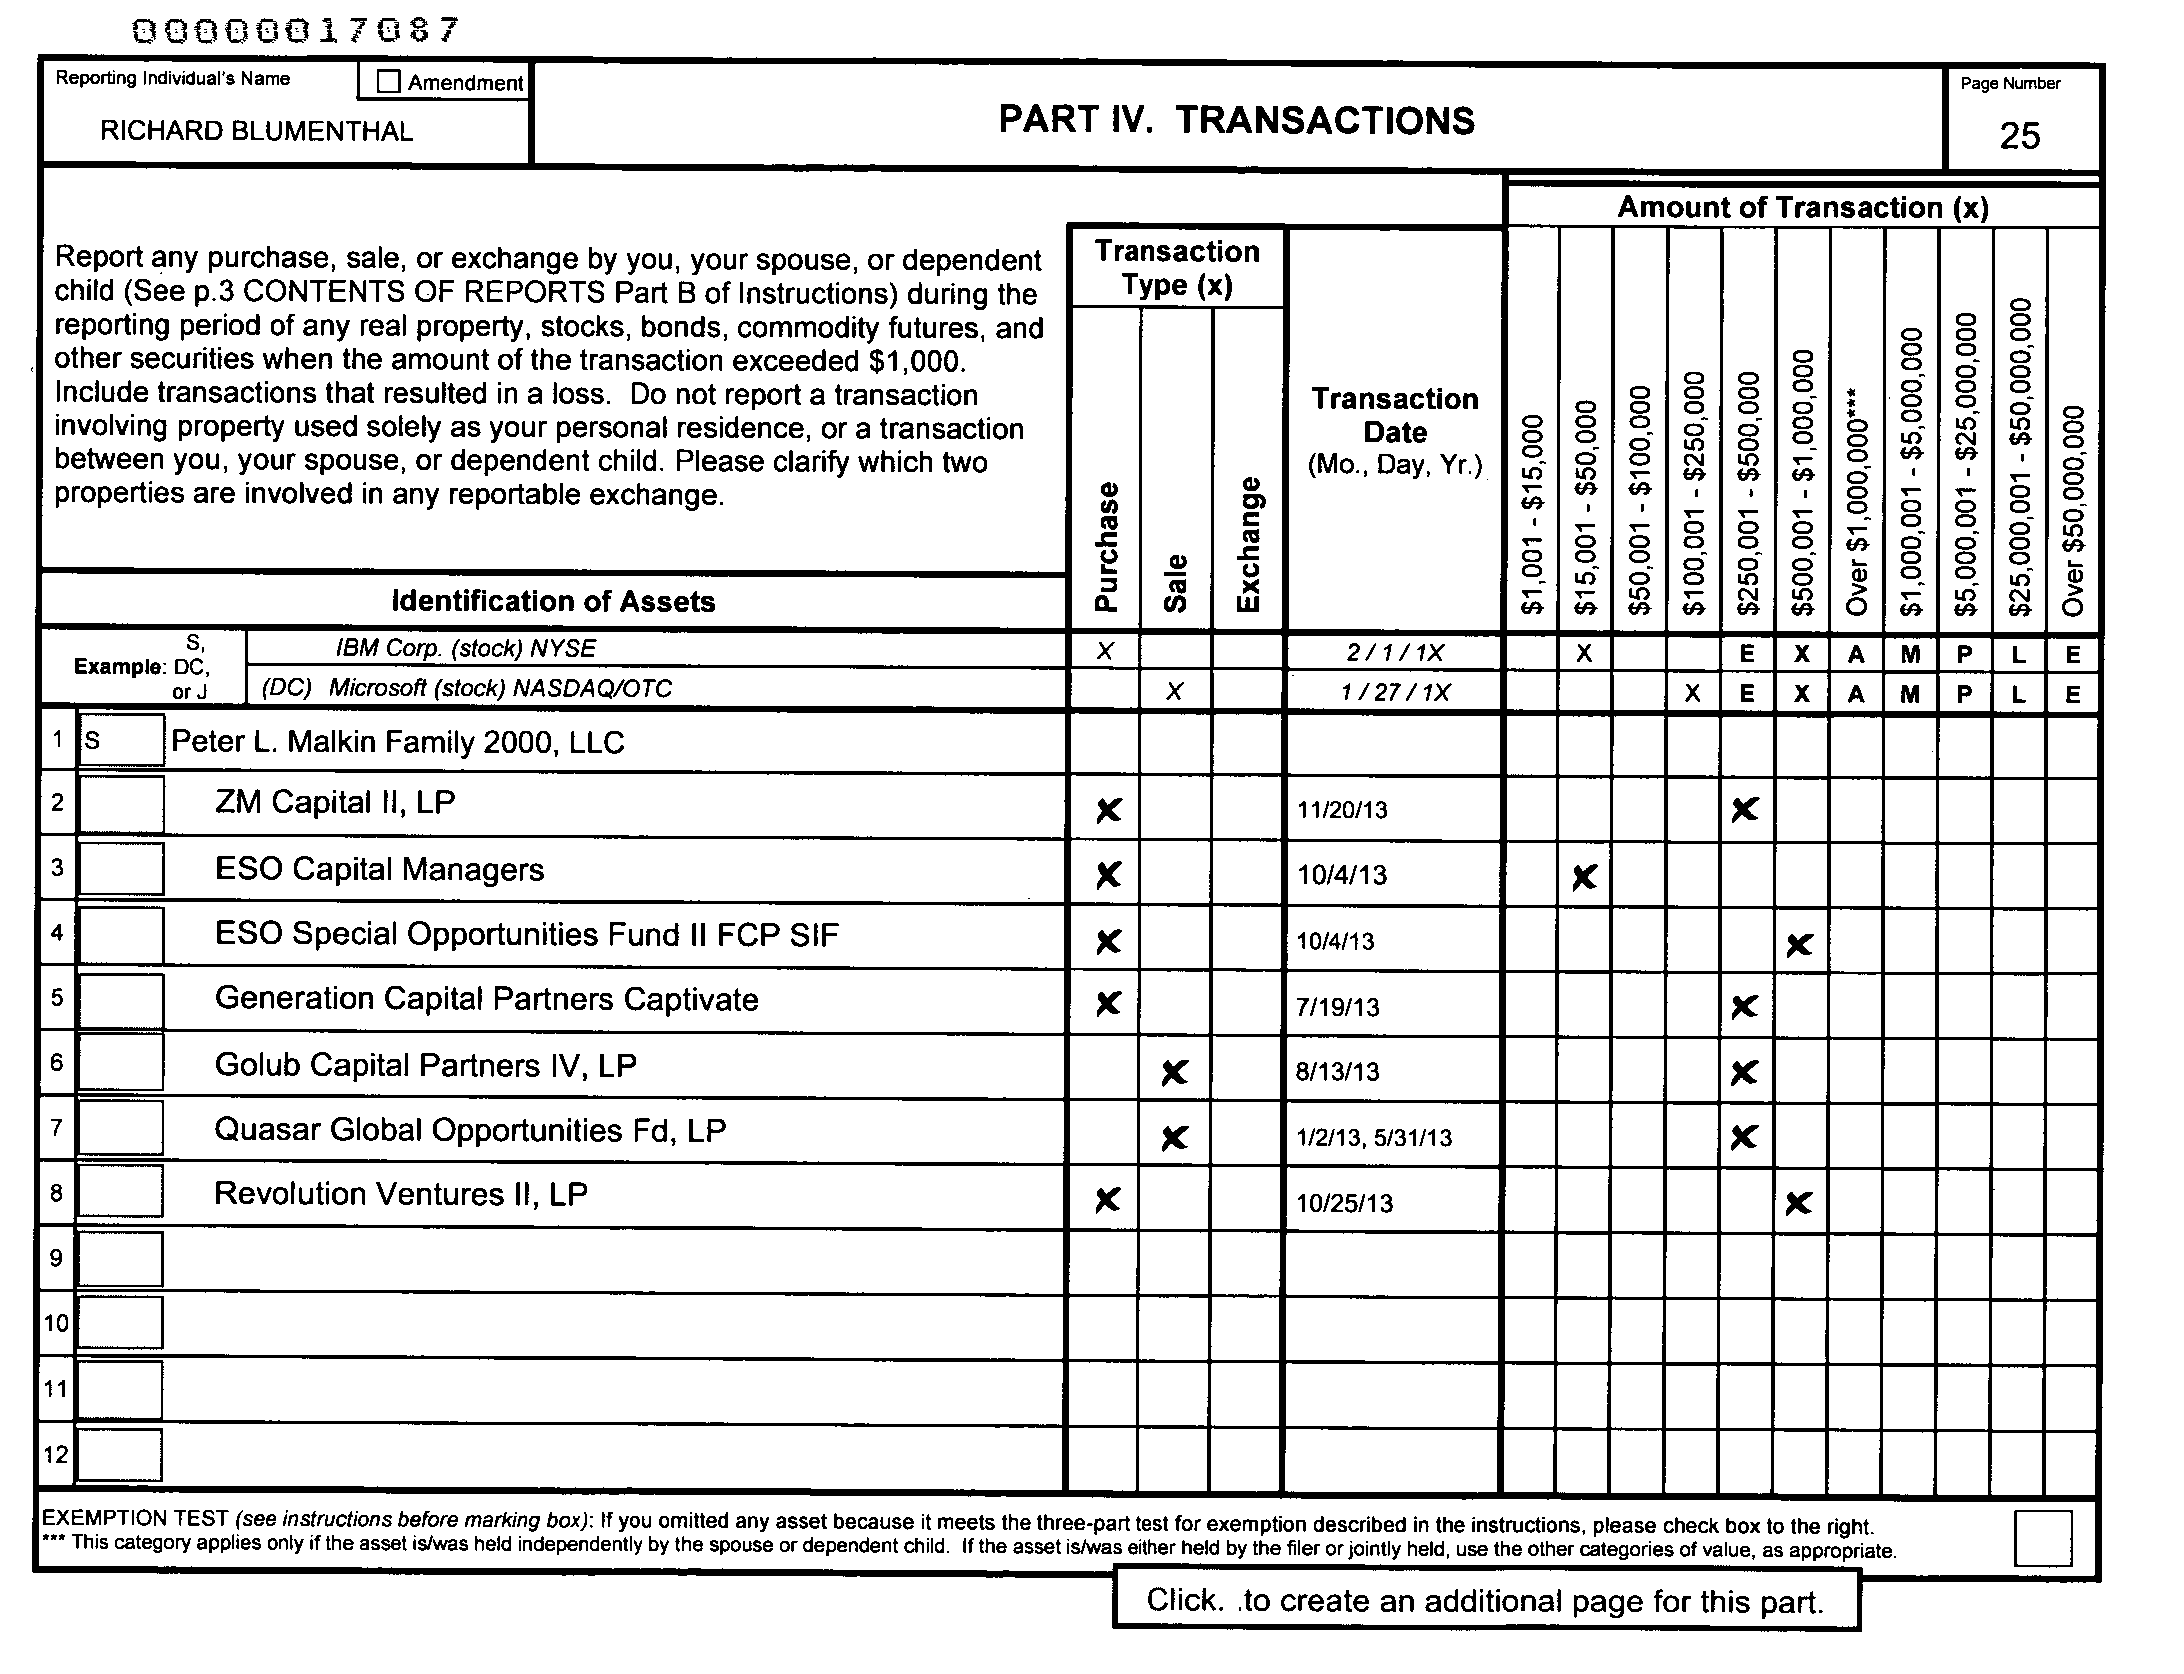 00000017087
Reporting Individual's Name
Amendment
RICHARD BLUMENTHAL
PART IV. TRANSACTIONS
Page Number
25
Amount of Transaction (x)
Report any purchase, sale, or exchange by you, your spouse, or dependent
child (See p.3 CONTENTS OF REPORTS Part B of Instructions) during the
reporting period of any real property, stocks, bonds, commodity futures, and
other securities when the amount of the transaction exceeded $1,000.
Include transactions that resulted in a loss. Do not report a transaction
involving property used solely as your personal residence, or a transaction
between you, your spouse, or dependent child. Please clarify which two
properties are involved in any reportable exchange.
Transaction
Type (x)
Purchase
Sale
Exchange
Transaction
Date
(Mo., Day, Yr.)
$1,001 - $15,000
$15,001 - $50,000
$50,001 - $100,000
$100,001 - $250,000
$250,001 - $500,000
$500,001 - $1,000,000
Over $1,000,000***
$1,000,001 - $5,000,000
$5,000,001 - $25,000,000
$25,000,001 - $50,000,000
Over $50,000,000
Identification of Assets
Example: S, DC, or J
IBM Corp. (stock) NYSE X 2 / 1 / 1X X E X A M P L E
(DC) Microsoft (stock) NASDAQ/OTC X 1 / 27 / 1X X E X A M P L E
1 S Peter L. Malkin Family 2000, LLC
2 ZM Capital II, LP X 11/20/13 X
3 ESO Capital Managers X 10/4/13 X
4 ESO Special Opportunities Fund II FCP SIF X 10/4/13 X
5 Generation Capital Partners Captivate X 7/19/13 X
6 Golub Capital Partners IV, LP X 8/13/13 X
7 Quasar Global Opportunities Fd, LP X 1/2/13, 5/31/13 X
8 Revolution Ventures II, LP X 10/25/13 X
9
10
11
12
EXEMPTION TEST (see instructions before marking box): If you omitted any asset because it meets the three-part test for exemption described in the instructions, please check box to the right.
*** This category applies only if the asset is/was held independently by the spouse or dependent child. If the asset is/was either held by the filer or jointly held, use the other categories of value, as appropriate.
Click. .to create an additional page for this part.